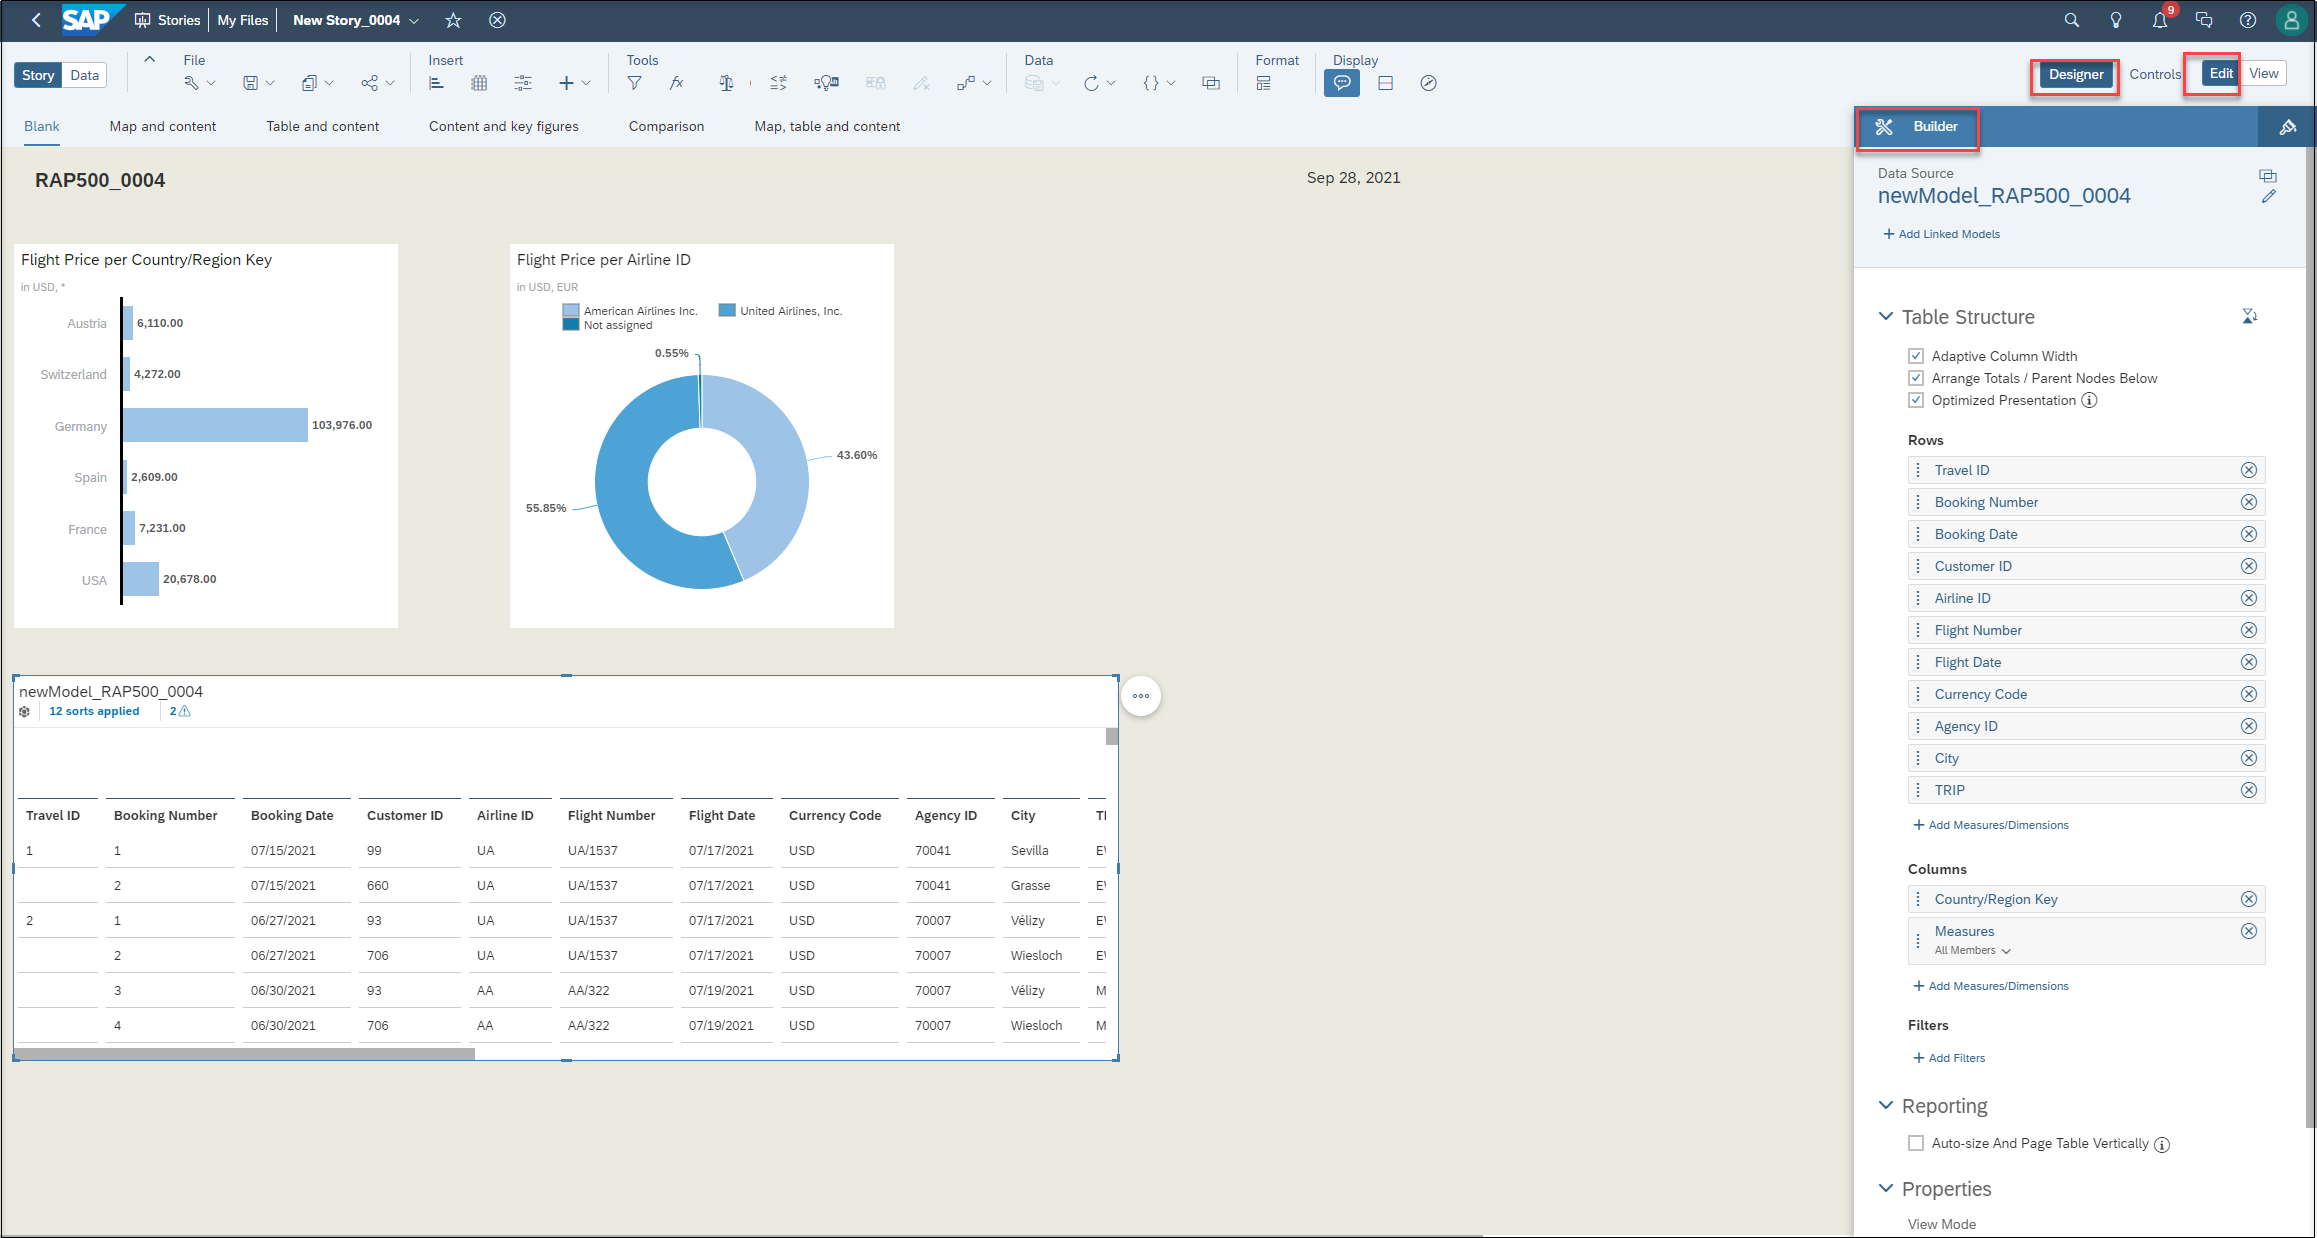 SAP Stories My Files New Story_0004 9
Story Data File Insert Tools Data Format Display Designer Controls Edit View
Blank Map and content Table and content Content and key figures Comparison Map, table and content
RAP500_0004 Sep 28, 2021
Flight Price per Country/Region Key
in USD, *
Austria 6,110.00
Switzerland 4,272.00
Germany 103,976.00
Spain 2,609.00
France 7,231.00
USA 20,678.00
Flight Price per Airline ID
in USD, EUR
American Airlines Inc. United Airlines, Inc.
Not assigned
0.55%
43.60%
55.85%
newModel_RAP500_0004
12 sorts applied 2
Travel ID Booking Number Booking Date Customer ID Airline ID Flight Number Flight Date Currency Code Agency ID City
1 1 07/15/2021 99 UA UA/1537 07/17/2021 USD 70041 Sevilla
2 07/15/2021 660 UA UA/1537 07/17/2021 USD 70041 Grasse
2 1 06/27/2021 93 UA UA/1537 07/17/2021 USD 70007 Vélizy
2 06/27/2021 706 UA UA/1537 07/17/2021 USD 70007 Wiesloch
3 06/30/2021 93 AA AA/322 07/19/2021 USD 70007 Vélizy M
4 06/30/2021 706 AA AA/322 07/19/2021 USD 70007 Wiesloch M
Builder
Data Source
newModel_RAP500_0004
+ Add Linked Models
Table Structure
Adaptive Column Width
Arrange Totals / Parent Nodes Below
Optimized Presentation
Rows
Travel ID
Booking Number
Booking Date
Customer ID
Airline ID
Flight Number
Flight Date
Currency Code
Agency ID
City
TRIP
+ Add Measures/Dimensions
Columns
Country/Region Key
Measures
All Members
+ Add Measures/Dimensions
Filters
+ Add Filters
Reporting
Auto-size And Page Table Vertically
Properties
View Mode